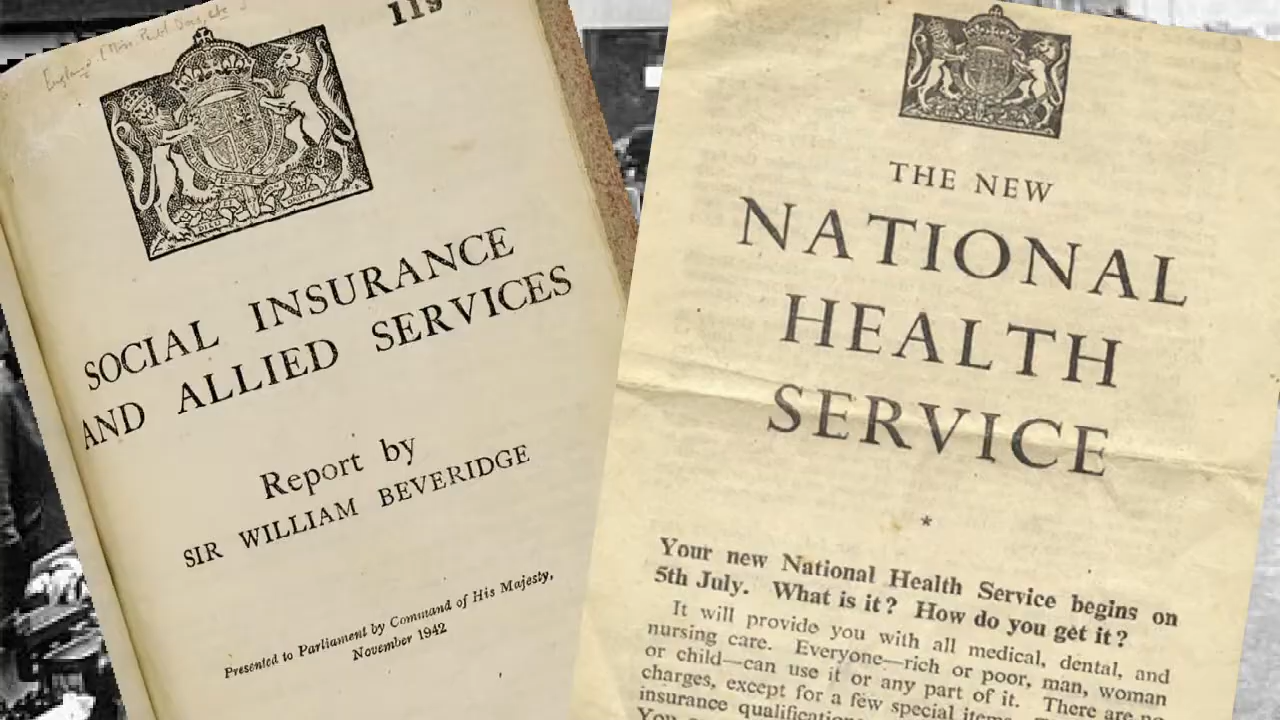 119
SOCIAL INSURANCE
AND ALLIED SERVICES
Report by
SIR WILLIAM BEVERIDGE
Presented to Parliament by Command of His Majesty,
November 1942
THE NEW
NATIONAL
HEALTH
SERVICE
*
Your new National Health Service begins on
5th July. What is it? How do you get it?
It will provide you with all medical, dental, and
nursing care. Everyone—rich or poor, man, woman
or child—can use it or any part of it. There are no
charges, except for a few special items.
insurance qualifications
You